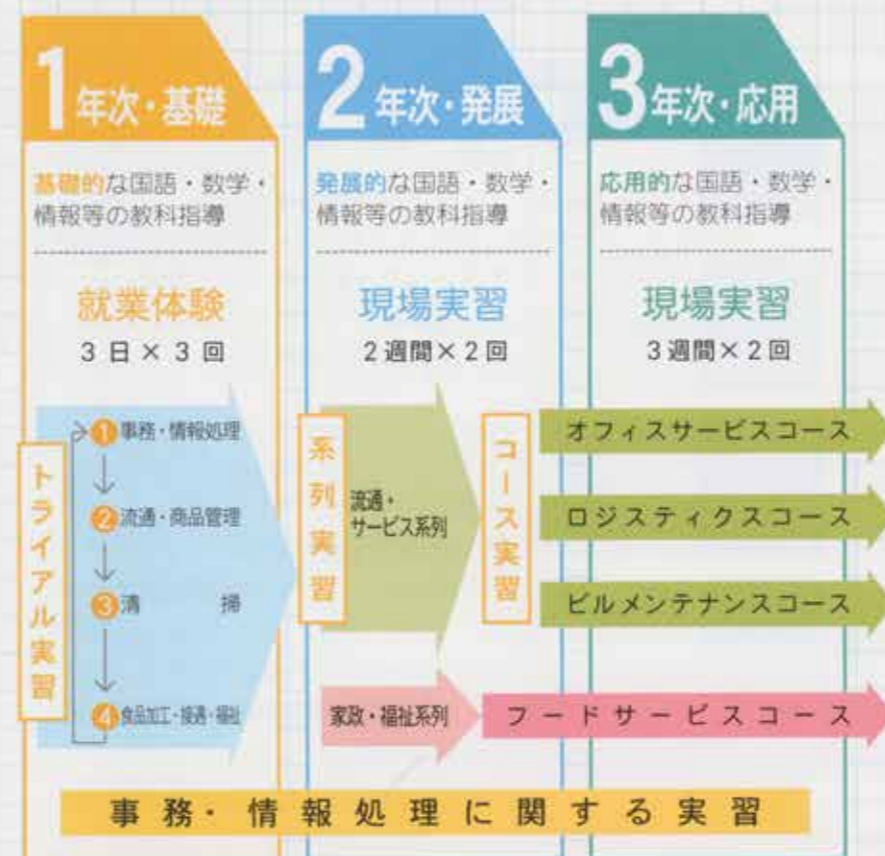 1年次・基礎
基礎的な国語・数学・
情報等の教科指導
就業体験
3日×3回
トライアル実習
1 事務・情報処理
2 流通・商品管理
3 清掃
4 食品加工・接遇・福祉
2年次・発展
発展的な国語・数学・
情報等の教科指導
現場実習
2週間×2回
系列実習
流通・
サービス系列
家政・福祉系列
3年次・応用
応用的な国語・数学・
情報等の教科指導
現場実習
3週間×2回
コース実習
オフィスサービスコース
ロジスティクスコース
ビルメンテナンスコース
フードサービスコース
事務・情報処理に関する実習